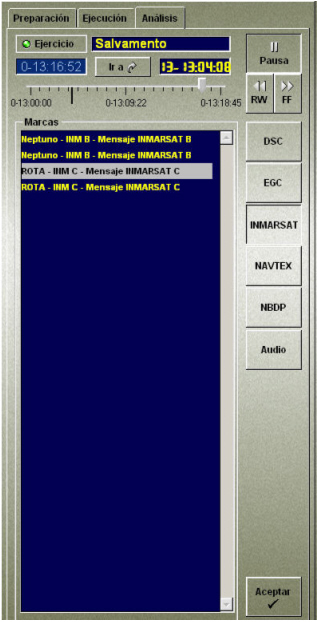 Preparación Ejecución Análisis
Ejercicio Salvamento
0-13:16:52 Ir a 13-13:04:08
0-13:00:00 0-13:09:22 0-13:18:45
Pausa
RW FF
Marcas
Neptuno - INM B - Mensaje INMARSAT B
Neptuno - INM B - Mensaje INMARSAT B
ROTA - INM C - Mensaje INMARSAT C
ROTA - INM C - Mensaje INMARSAT C
DSC
EGC
INMARSAT
NAVTEX
NBDP
Audio
Aceptar